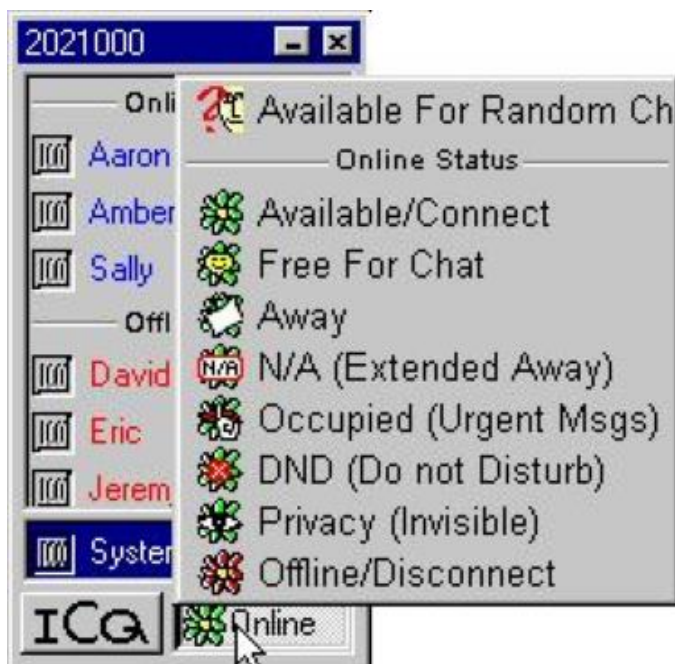 2021000
Onli
Available For Random Ch
Online Status
Aaron
Available/Connect
Amber
Free For Chat
Sally
Away
Offl
N/A (Extended Away)
N/A
David
Occupied (Urgent Msgs)
Eric
DND (Do not Disturb)
Jerem
Privacy (Invisible)
System
Offline/Disconnect
ICQ
Online